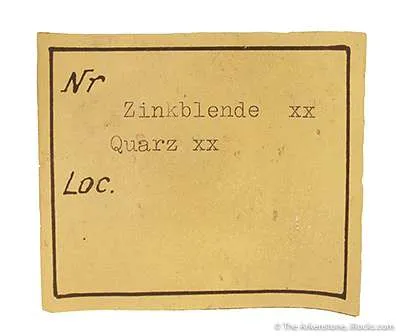 Nr
Zinkblende xx
Quarz xx
Loc.
© The Arkenstone, iRocks.com